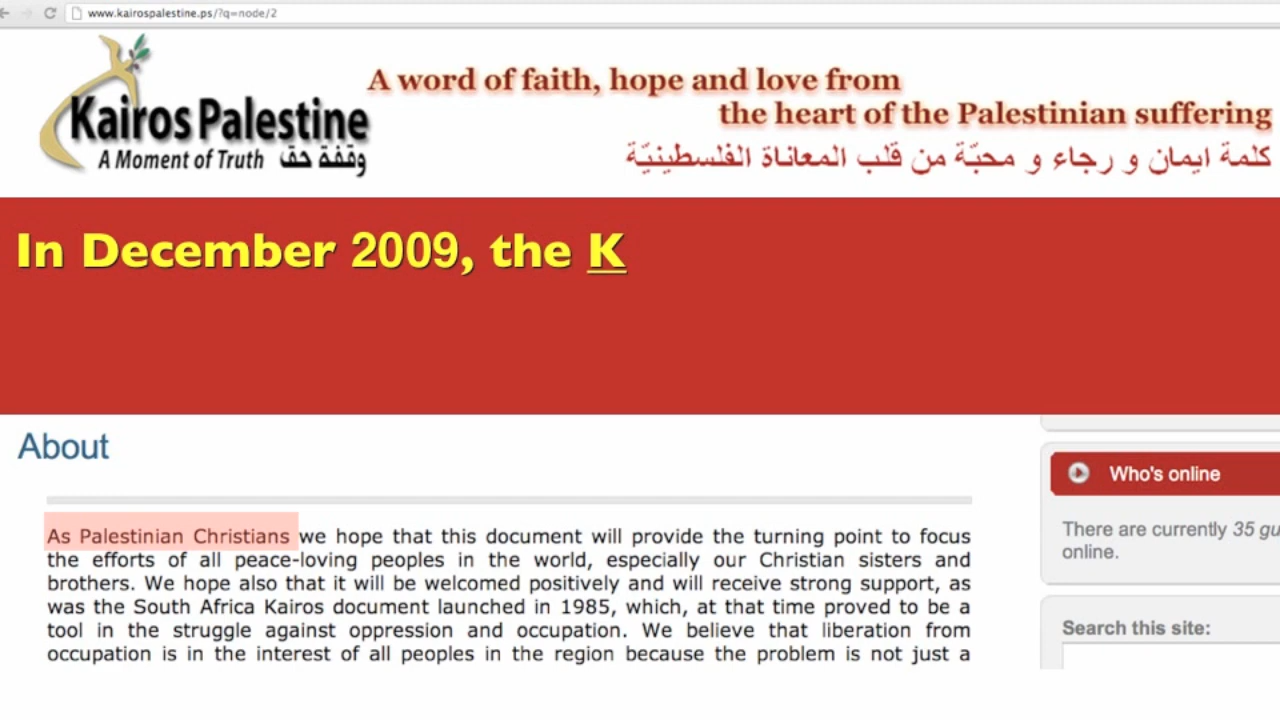 www.kairospalestine.ps/?q=node/2
Kairos Palestine
A Moment of Truth وقفة حق
A word of faith, hope and love from
the heart of the Palestinian suffering
كلمة ايمان و رجاء و محبّة من قلب المعاناة الفلسطينيّة
In December 2009, the K
About
As Palestinian Christians we hope that this document will provide the turning point to focus
the efforts of all peace-loving peoples in the world, especially our Christian sisters and
brothers. We hope also that it will be welcomed positively and will receive strong support, as
was the South Africa Kairos document launched in 1985, which, at that time proved to be a
tool in the struggle against oppression and occupation. We believe that liberation from
occupation is in the interest of all peoples in the region because the problem is not just a
Who's online
There are currently 35 gu
online.
Search this site: